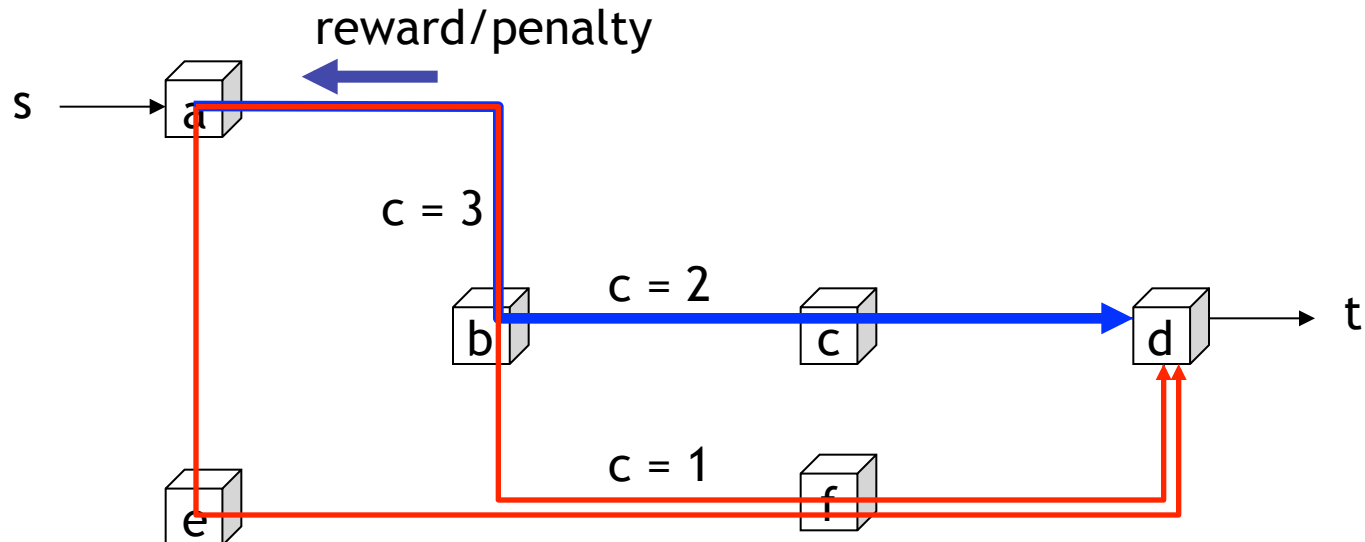 reward/penalty
s
a
c = 3
c = 2
t
b
c
d
c = 1
f
e